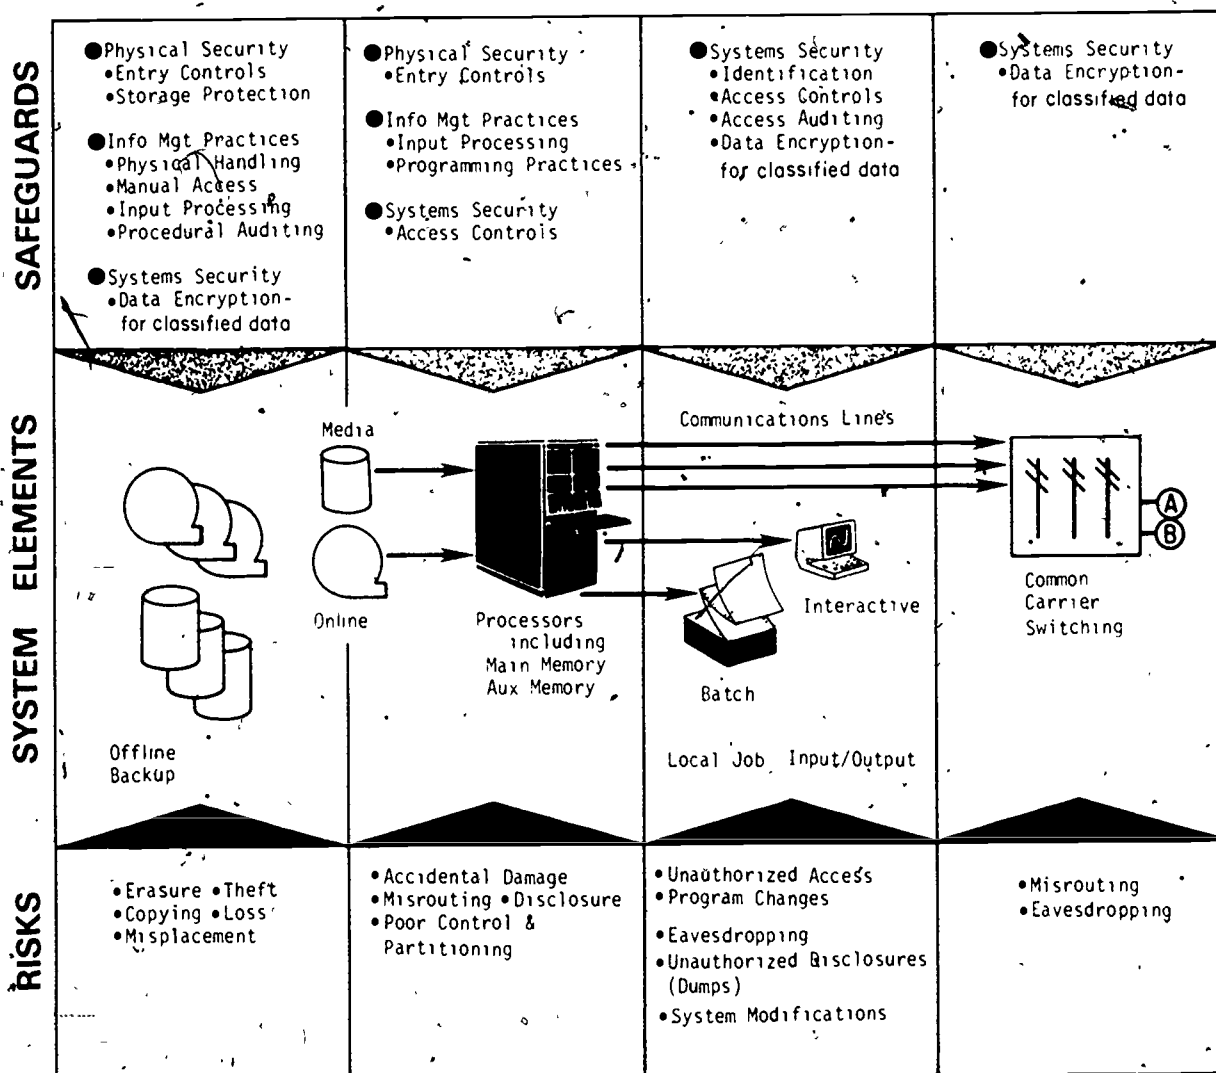 SAFEGUARDS
●Physical Security
•Entry Controls
•Storage Protection
●Info Mgt Practices
•Physical Handling
•Manual Access
•Input Processing
•Procedural Auditing
●Systems Security
•Data Encryption-
for classified data
●Physical Security
•Entry Controls
●Info Mgt Practices
•Input Processing
•Programming Practices
●Systems Security
•Access Controls
●Systems Security
•Identification
•Access Controls
•Access Auditing
•Data Encryption-
for classified data
●Systems Security
•Data Encryption-
for classified data
SYSTEM ELEMENTS
Media
Online
Offline
Backup
Processors
including
Main Memory
Aux Memory
Communications Lines
Interactive
Batch
Local Job Input/Output
A
B
Common
Carrier
Switching
RISKS
•Erasure •Theft
•Copying •Loss
•Misplacement
•Accidental Damage
•Misrouting •Disclosure
•Poor Control &
Partitioning
•Unauthorized Access
•Program Changes
•Eavesdropping
•Unauthorized Disclosures
(Dumps)
•System Modifications
•Misrouting
•Eavesdropping